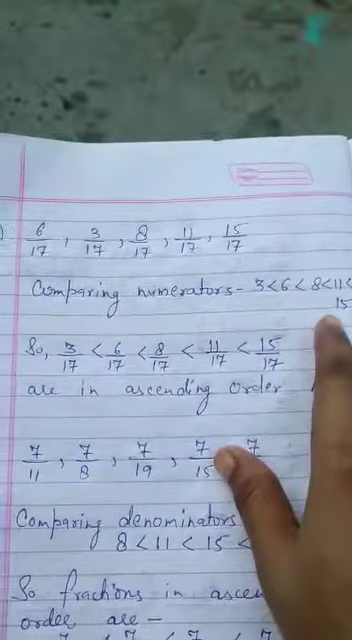 ) 6/17, 3/17, 8/17, 11/17, 15/17
Comparing numerators- 3<6<8<11<
15
So, 3/17 < 6/17 < 8/17 < 11/17 < 15/17
are in ascending order
7/11, 7/8, 7/19, 7/15, 7
Comparing denominators
8<11<15<
So fractions in ascen
order are -